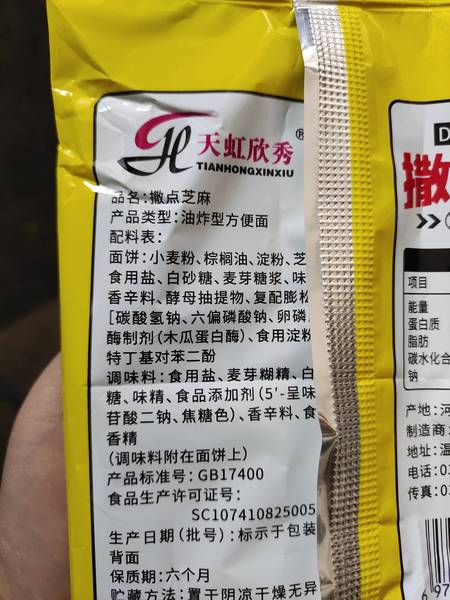 天虹欣秀®
TIANHONGXINXIU
品名:撒点芝麻
产品类型:油炸型方便面
配料表:
面饼:小麦粉、棕榈油、淀粉、芝
食用盐、白砂糖、麦芽糖浆、味
香辛料、酵母抽提物、复配膨松
[碳酸氢钠、六偏磷酸钠、卵磷
酶制剂(木瓜蛋白酶)、食用淀粉
特丁基对苯二酚
调味料:食用盐、麦芽糊精、白
糖、味精、食品添加剂(5'-呈味
苷酸二钠、焦糖色)、香辛料、食
香精
(调味料附在面饼上)
产品标准号:GB17400
食品生产许可证号:
SC107410825005
生产日期(批号):标示于包装
背面
保质期:六个月
贮藏方法:置于阴凉干燥无异
D
撒
»
项目
能量
蛋白质
脂肪
碳水化合
钠
产地:河
制造商:
地址:温
电话:03
传真:03
6 97